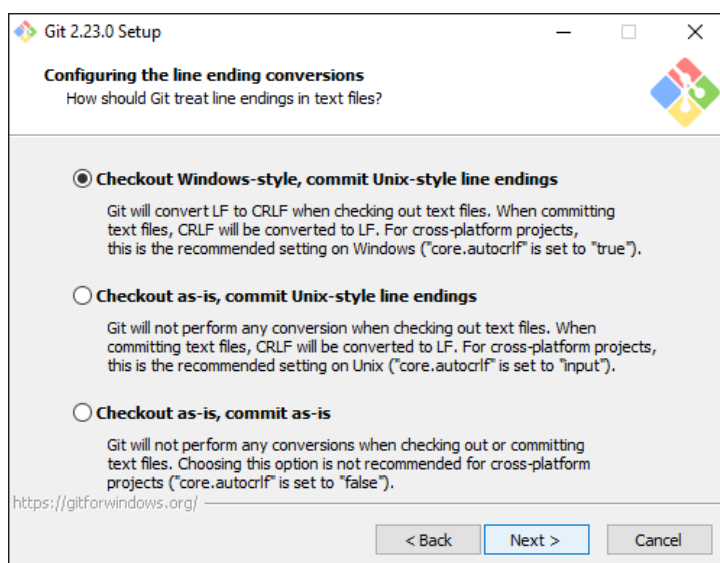 Git 2.23.0 Setup
Configuring the line ending conversions
How should Git treat line endings in text files?
Checkout Windows-style, commit Unix-style line endings
Git will convert LF to CRLF when checking out text files. When committing
text files, CRLF will be converted to LF. For cross-platform projects,
this is the recommended setting on Windows ("core.autocrlf" is set to "true").
Checkout as-is, commit Unix-style line endings
Git will not perform any conversion when checking out text files. When
committing text files, CRLF will be converted to LF. For cross-platform projects,
this is the recommended setting on Unix ("core.autocrlf" is set to "input").
Checkout as-is, commit as-is
Git will not perform any conversions when checking out or committing
text files. Choosing this option is not recommended for cross-platform
projects ("core.autocrlf" is set to "false").
https://gitforwindows.org/
< Back Next > Cancel